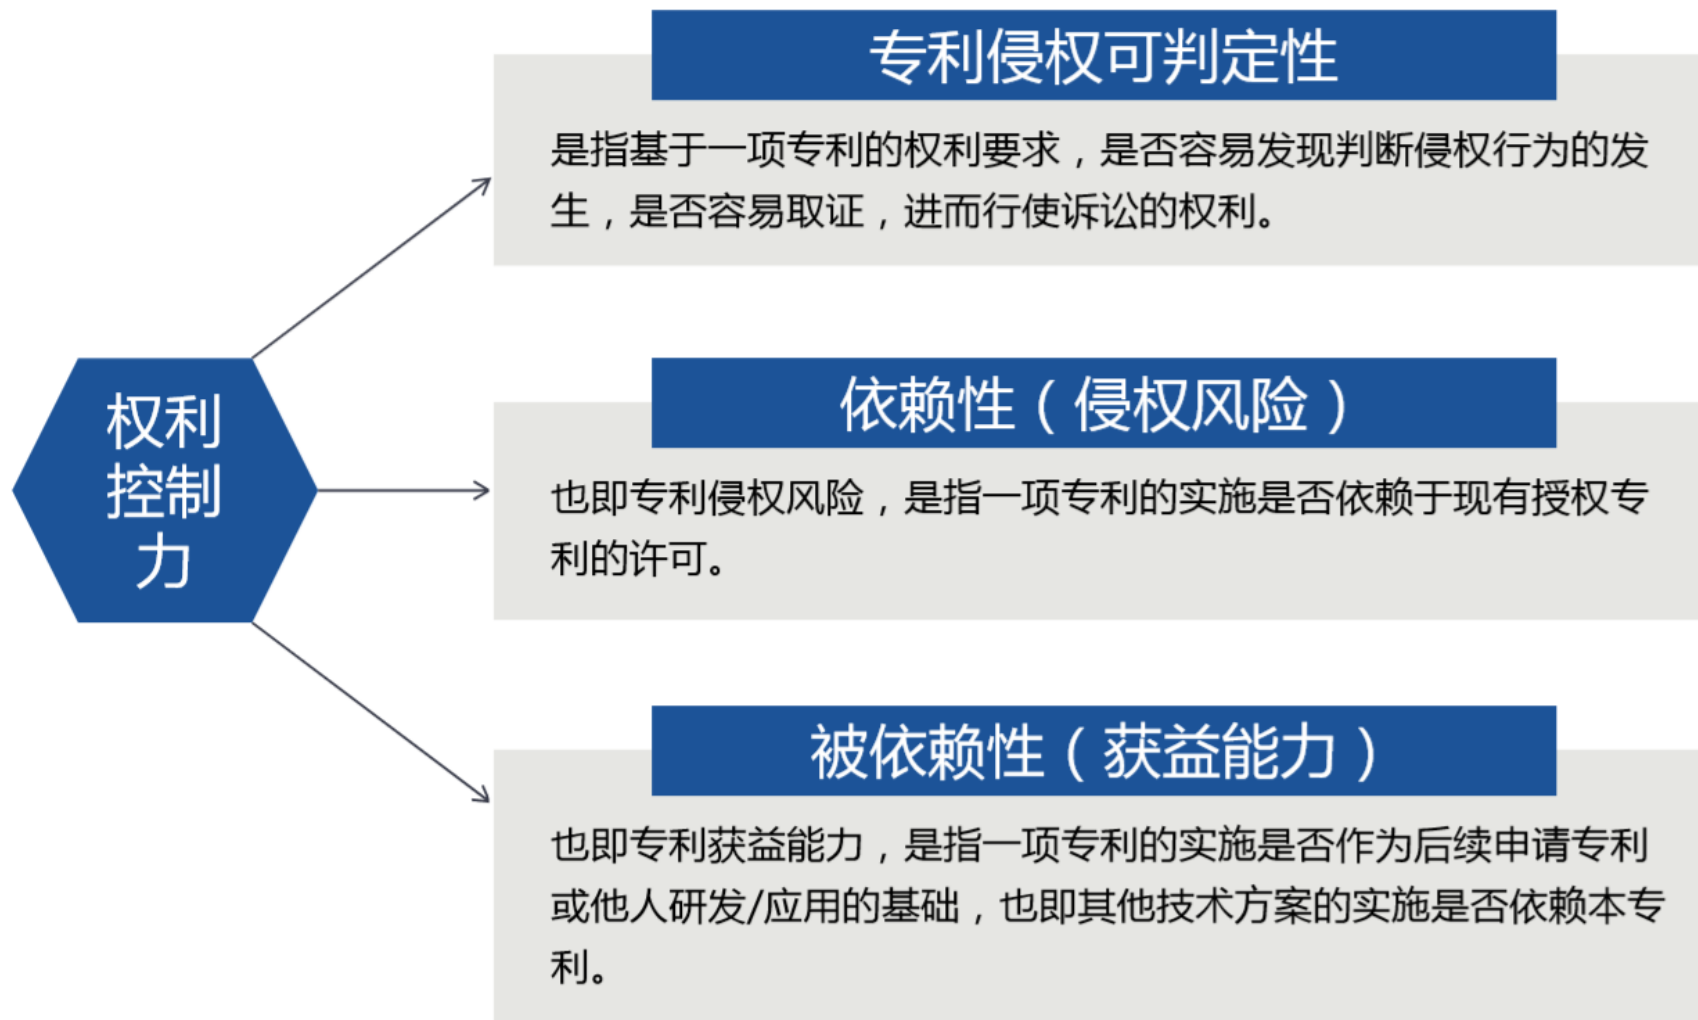 专利侵权可判定性
是指基于一项专利的权利要求，是否容易发现判断侵权行为的发
生，是否容易取证，进而行使诉讼的权利。
权利
控制
力
依赖性（侵权风险）
也即专利侵权风险，是指一项专利的实施是否依赖于现有授权专
利的许可。
被依赖性（获益能力）
也即专利获益能力，是指一项专利的实施是否作为后续申请专利
或他人研发/应用的基础，也即其他技术方案的实施是否依赖本专
利。